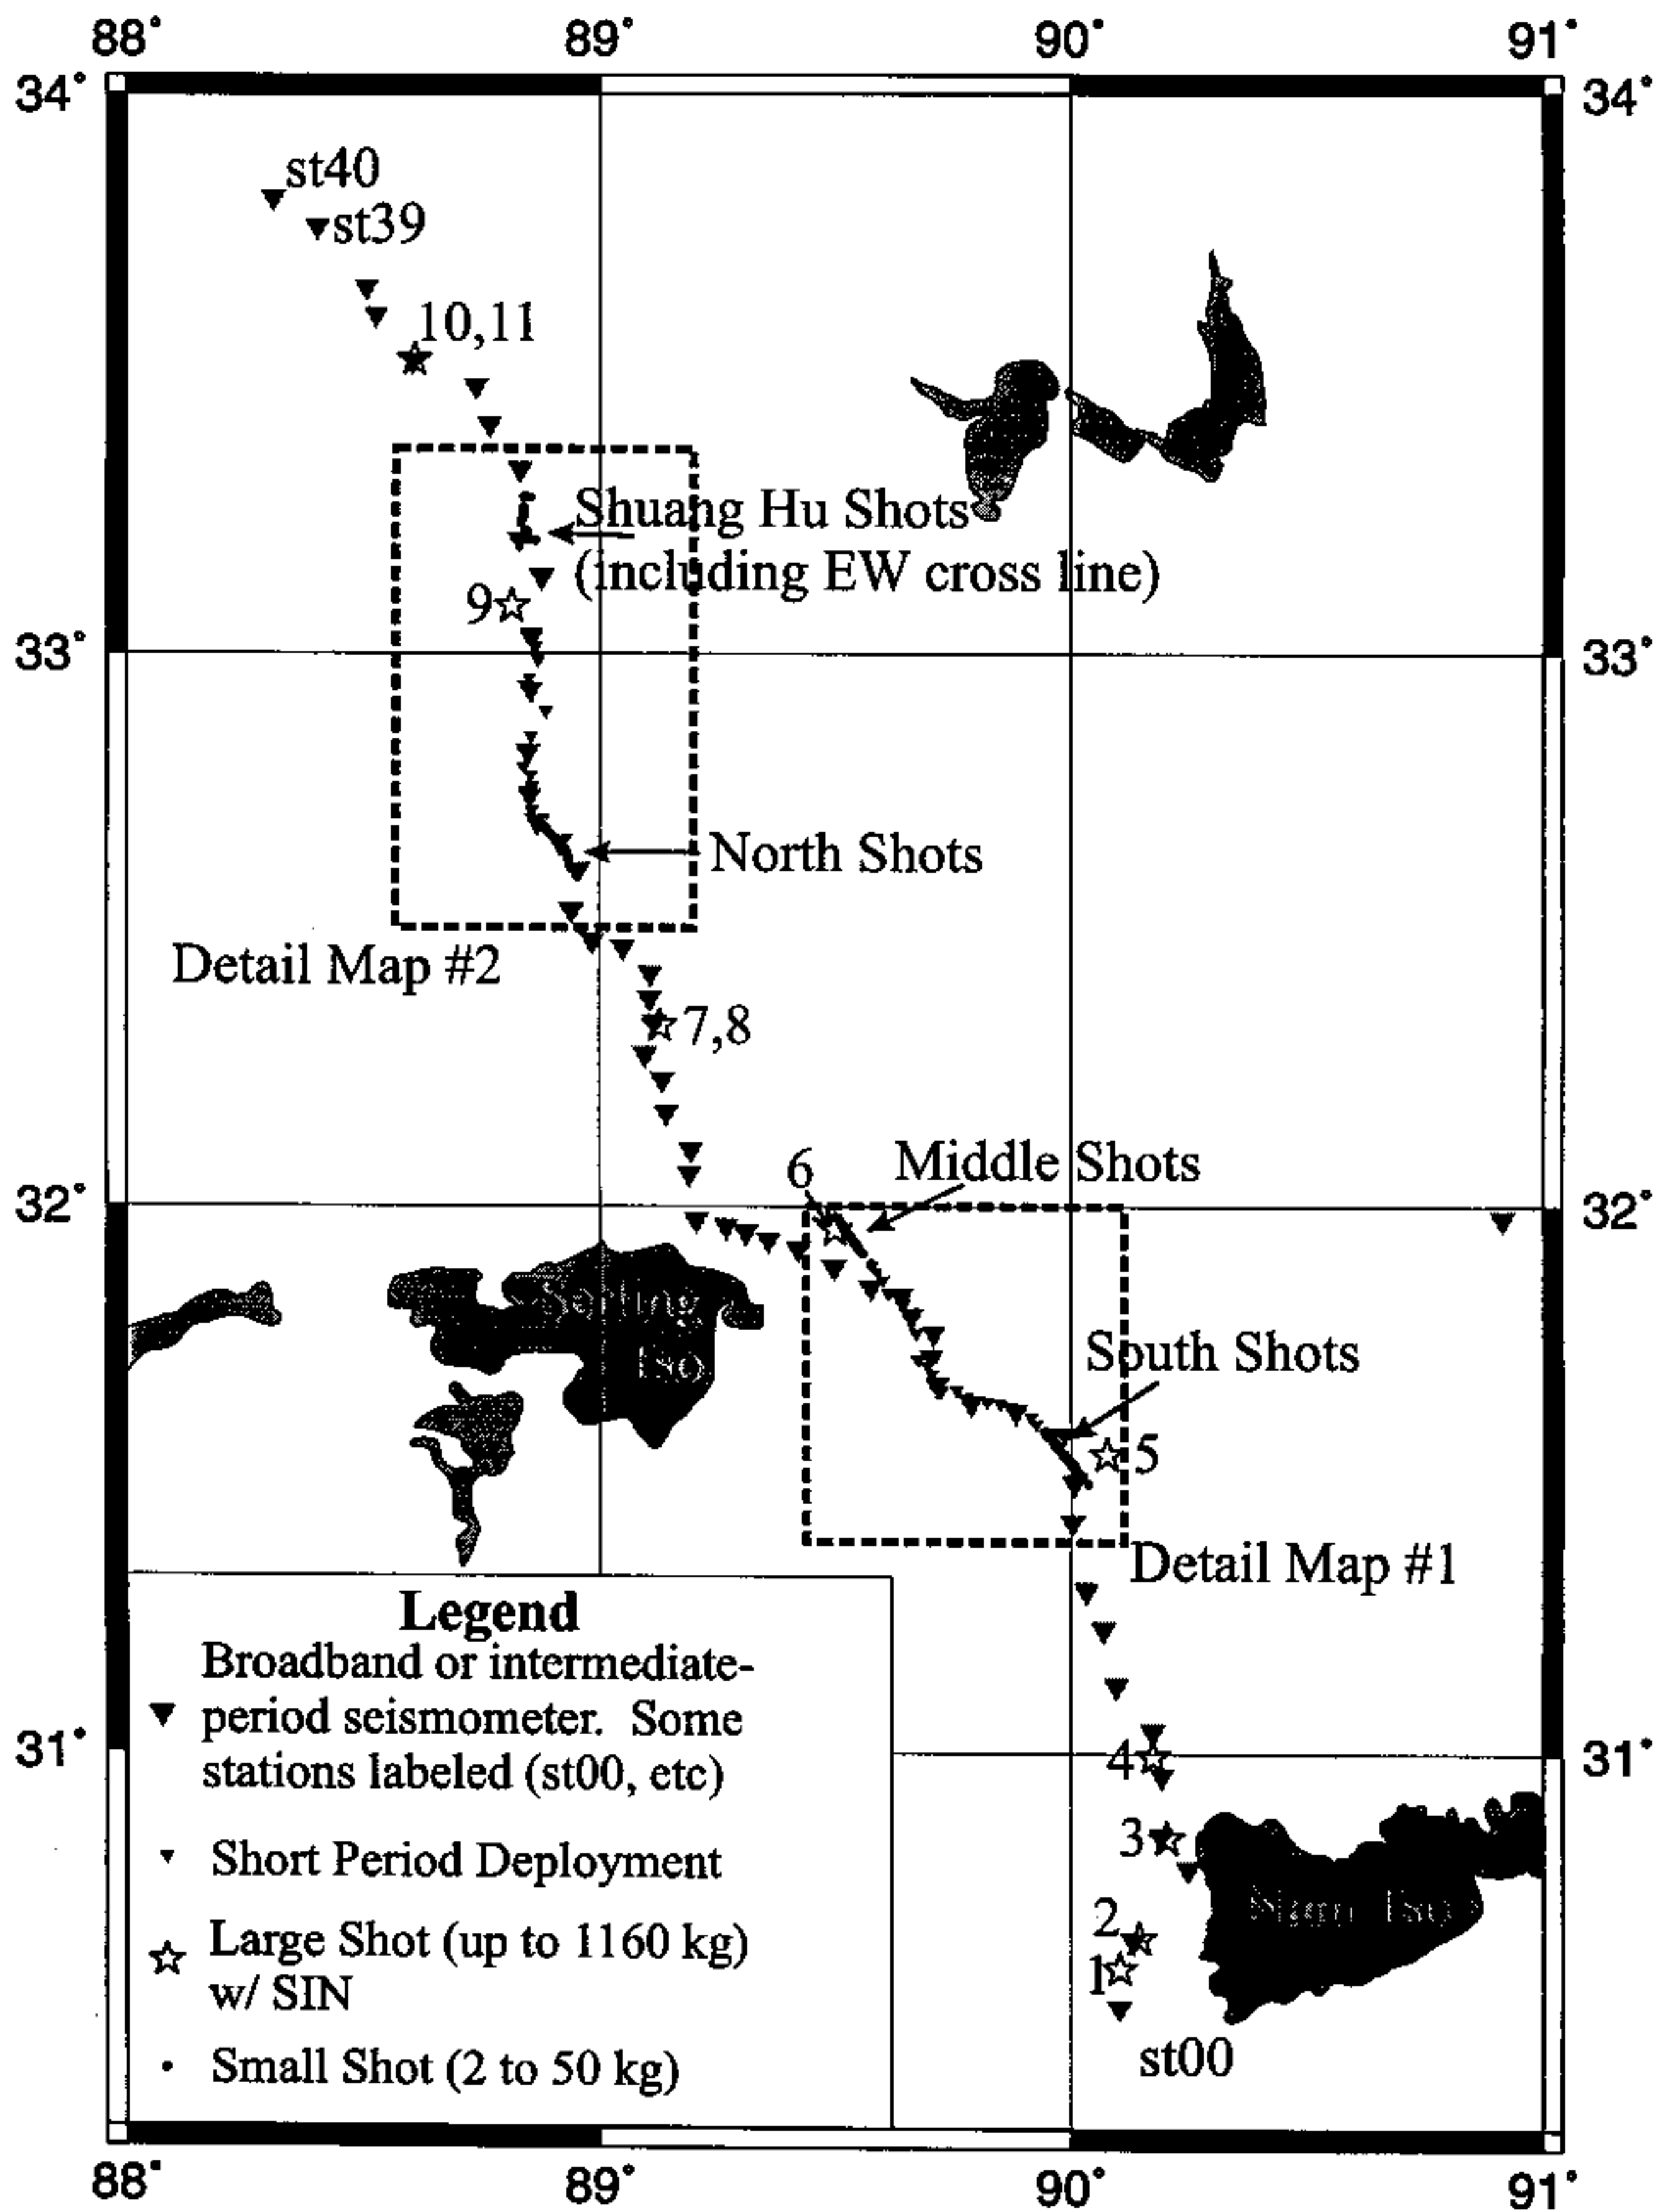 88° 89° 90° 91°
34° 34°
st40
st39
10,11
Shuang Hu Shots
(including EW cross line)
9
33° 33°
North Shots
Detail Map #2
7,8
6 Middle Shots
32° 32°
Tso
South Shots
5
Detail Map #1
Legend
Broadband or intermediate-
period seismometer. Some
stations labeled (st00, etc)
Short Period Deployment
Large Shot (up to 1160 kg)
w/ SIN
Small Shot (2 to 50 kg)
31° 31°
4
3
Tso
2
1
st00
88° 89° 90° 91°